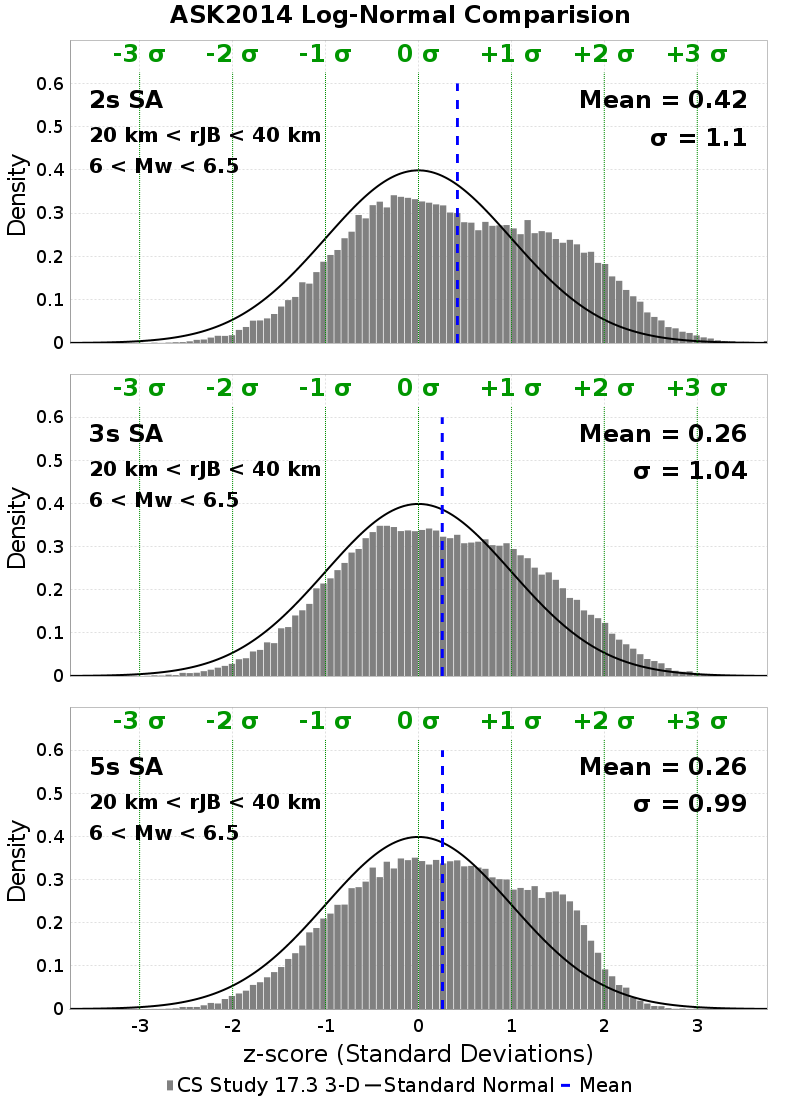 ASK2014 Log-Normal Comparision
-3 σ -2 σ -1 σ 0 σ +1 σ +2 σ +3 σ
0.6
2s SA Mean = 0.42
0.5
20 km < rJB < 40 km σ = 1.1
6 < Mw < 6.5
0.4
0.3
0.2
0.1
0
Density
-3 σ -2 σ -1 σ 0 σ +1 σ +2 σ +3 σ
0.6
3s SA Mean = 0.26
0.5
20 km < rJB < 40 km σ = 1.04
6 < Mw < 6.5
0.4
0.3
0.2
0.1
0
Density
-3 σ -2 σ -1 σ 0 σ +1 σ +2 σ +3 σ
0.6
5s SA Mean = 0.26
0.5
20 km < rJB < 40 km σ = 0.99
6 < Mw < 6.5
0.4
0.3
0.2
0.1
0
Density
-3 -2 -1 0 1 2 3
z-score (Standard Deviations)
CS Study 17.3 3-D Standard Normal Mean